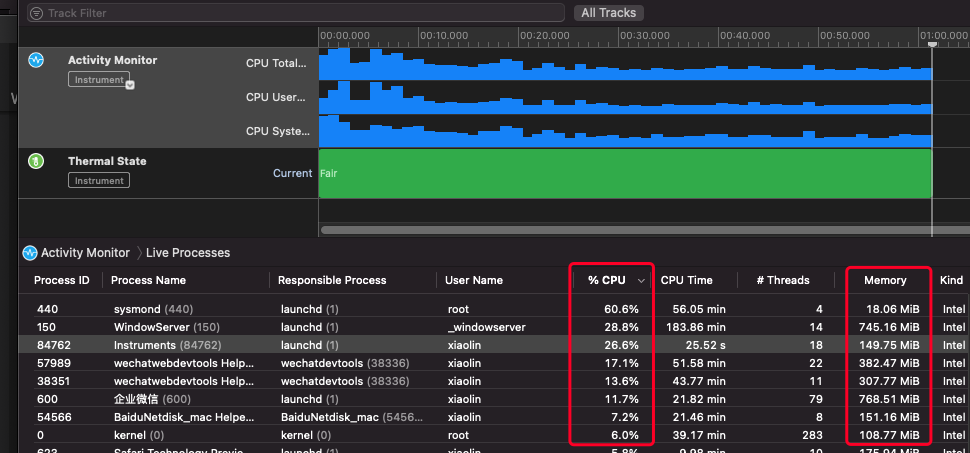 Track Filter All Tracks
00:00.000 00:10.000 00:20.000 00:30.000 00:40.000 00:50.000 01:00.000
Activity Monitor
Instrument
CPU Total...
CPU User...
CPU Syste...
Thermal State
Instrument
Current
Fair
Activity Monitor Live Processes
Process ID Process Name Responsible Process User Name % CPU CPU Time # Threads Memory Kind
440 sysmond (440) launchd (1) root 60.6% 56.05 min 4 18.06 MiB Intel
150 WindowServer (150) launchd (1) _windowserver 28.8% 183.86 min 14 745.16 MiB Intel
84762 Instruments (84762) launchd (1) xiaolin 26.6% 25.52 s 18 149.75 MiB Intel
57989 wechatwebdevtools Help... wechatdevtools (38336) xiaolin 17.1% 51.58 min 22 382.47 MiB Intel
38351 wechatwebdevtools Help... wechatdevtools (38336) xiaolin 13.6% 43.77 min 11 307.77 MiB Intel
600 企业微信 (600) launchd (1) xiaolin 11.7% 21.82 min 79 768.51 MiB Intel
54566 BaiduNetdisk_mac Helpe... BaiduNetdisk_mac (5456... xiaolin 7.2% 21.46 min 8 151.16 MiB Intel
0 kernel (0) kernel (0) root 6.0% 39.17 min 283 108.77 MiB Intel
623 Safari Technology Previe... launchd (1) xiaolin 5.8% 9.98 min 10 175.94 MiB Intel